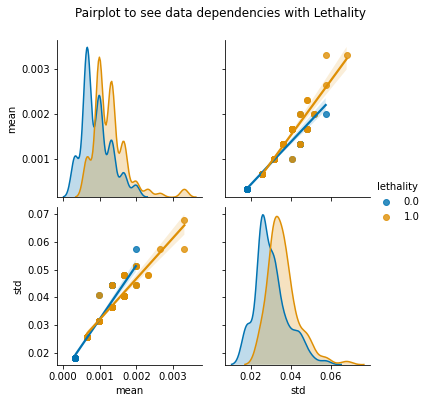 Pairplot to see data dependencies with Lethality
0.003
0.002
0.001
mean
lethality
0.0
1.0
0.07
0.06
0.05
0.04
0.03
0.02
std
0.000 0.001 0.002 0.003
0.02 0.04 0.06
mean
std